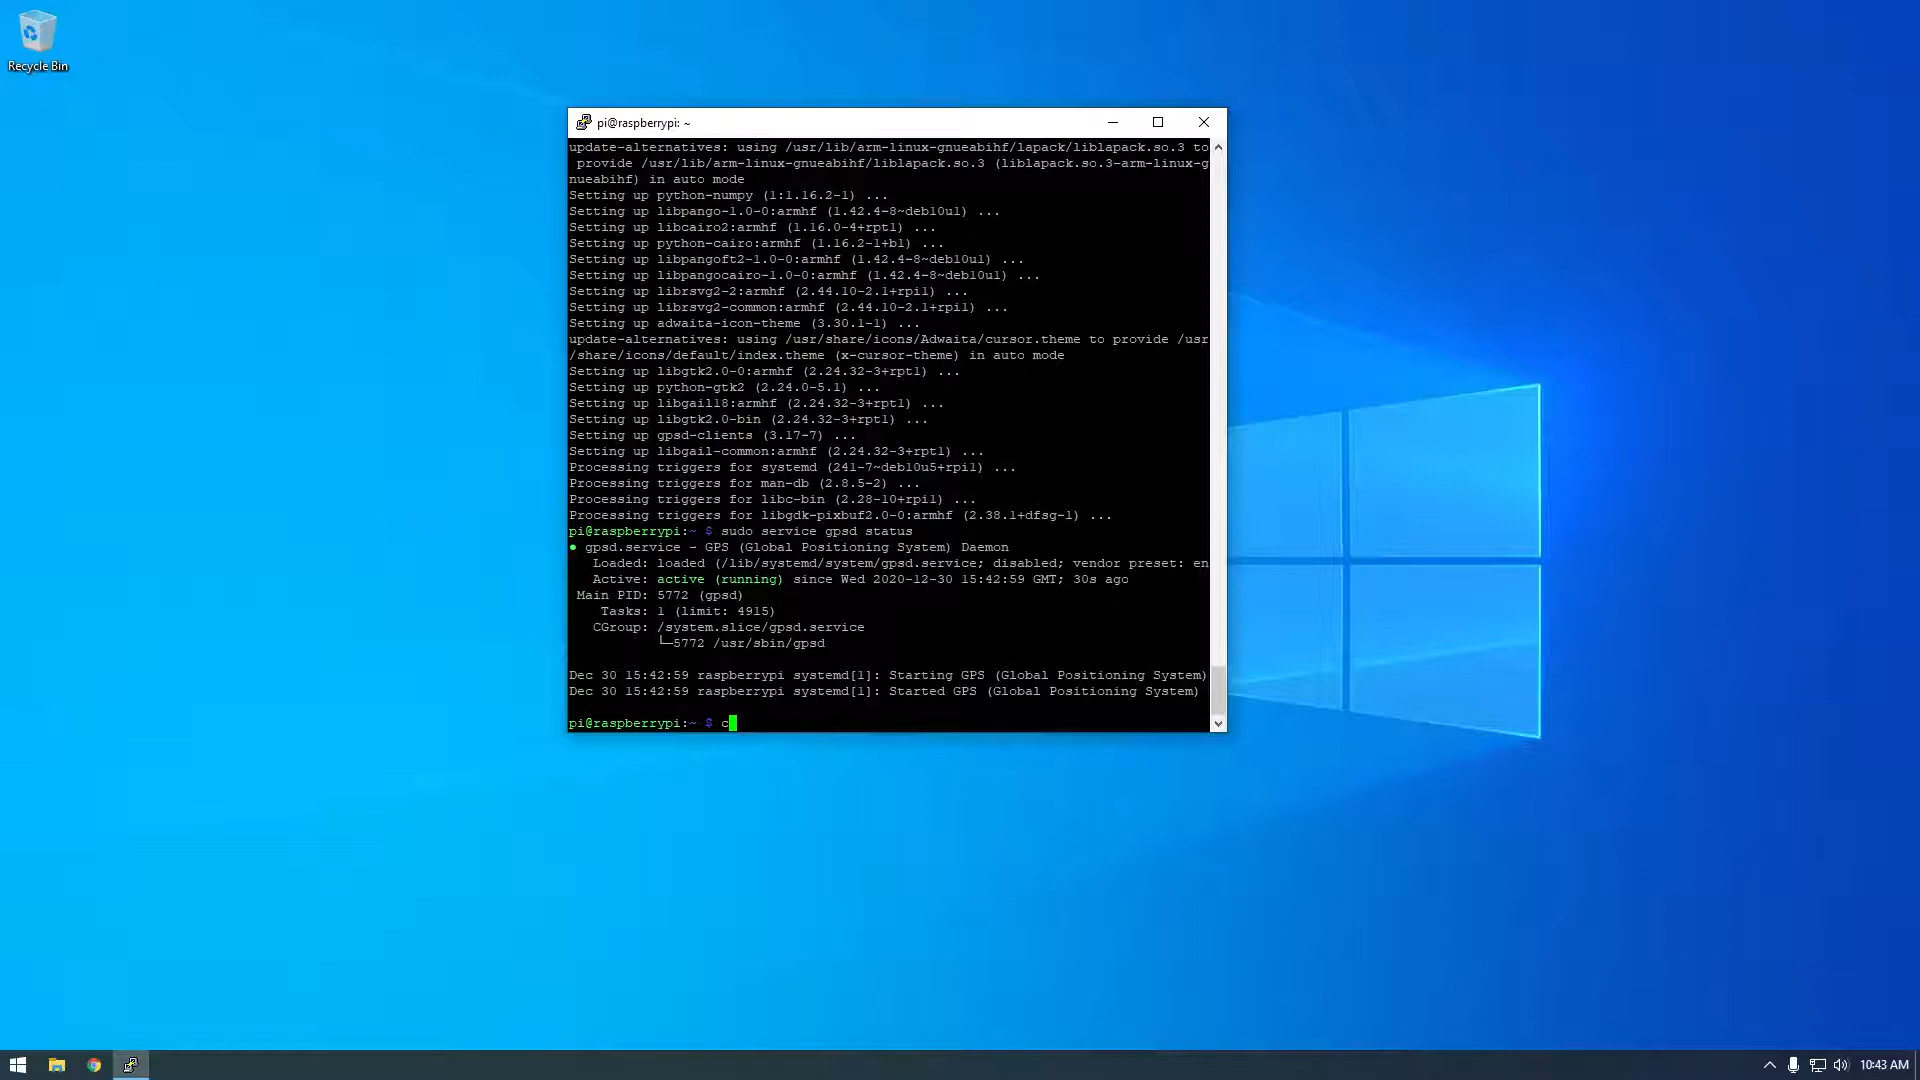 Recycle Bin
pi@raspberrypi: ~
update-alternatives: using /usr/lib/arm-linux-gnueabihf/lapack/liblapack.so.3 to
 provide /usr/lib/arm-linux-gnueabihf/liblapack.so.3 (liblapack.so.3-arm-linux-g
nueabihf) in auto mode
Setting up python-numpy (1:1.16.2-1) ...
Setting up libpango-1.0-0:armhf (1.42.4-8~deb10u1) ...
Setting up libcairo2:armhf (1.16.0-4+rpt1) ...
Setting up python-cairo:armhf (1.16.2-1+b1) ...
Setting up libpangoft2-1.0-0:armhf (1.42.4-8~deb10u1) ...
Setting up libpangocairo-1.0-0:armhf (1.42.4-8~deb10u1) ...
Setting up librsvg2-2:armhf (2.44.10-2.1+rpi1) ...
Setting up librsvg2-common:armhf (2.44.10-2.1+rpi1) ...
Setting up adwaita-icon-theme (3.30.1-1) ...
update-alternatives: using /usr/share/icons/Adwaita/cursor.theme to provide /usr
/share/icons/default/index.theme (x-cursor-theme) in auto mode
Setting up libgtk2.0-0:armhf (2.24.32-3+rpt1) ...
Setting up python-gtk2 (2.24.0-5.1) ...
Setting up libgail18:armhf (2.24.32-3+rpt1) ...
Setting up libgtk2.0-bin (2.24.32-3+rpt1) ...
Setting up gpsd-clients (3.17-7) ...
Setting up libgail-common:armhf (2.24.32-3+rpt1) ...
Processing triggers for systemd (241-7~deb10u5+rpi1) ...
Processing triggers for man-db (2.8.5-2) ...
Processing triggers for libc-bin (2.28-10+rpi1) ...
Processing triggers for libgdk-pixbuf2.0-0:armhf (2.38.1+dfsg-1) ...
pi@raspberrypi:~ $ sudo service gpsd status
● gpsd.service - GPS (Global Positioning System) Daemon
   Loaded: loaded (/lib/systemd/system/gpsd.service; disabled; vendor preset: en
   Active: active (running) since Wed 2020-12-30 15:42:59 GMT; 30s ago
 Main PID: 5772 (gpsd)
    Tasks: 1 (limit: 4915)
   CGroup: /system.slice/gpsd.service
           └─5772 /usr/sbin/gpsd
Dec 30 15:42:59 raspberrypi systemd[1]: Starting GPS (Global Positioning System)
Dec 30 15:42:59 raspberrypi systemd[1]: Started GPS (Global Positioning System)
pi@raspberrypi:~ $ c
10:43 AM